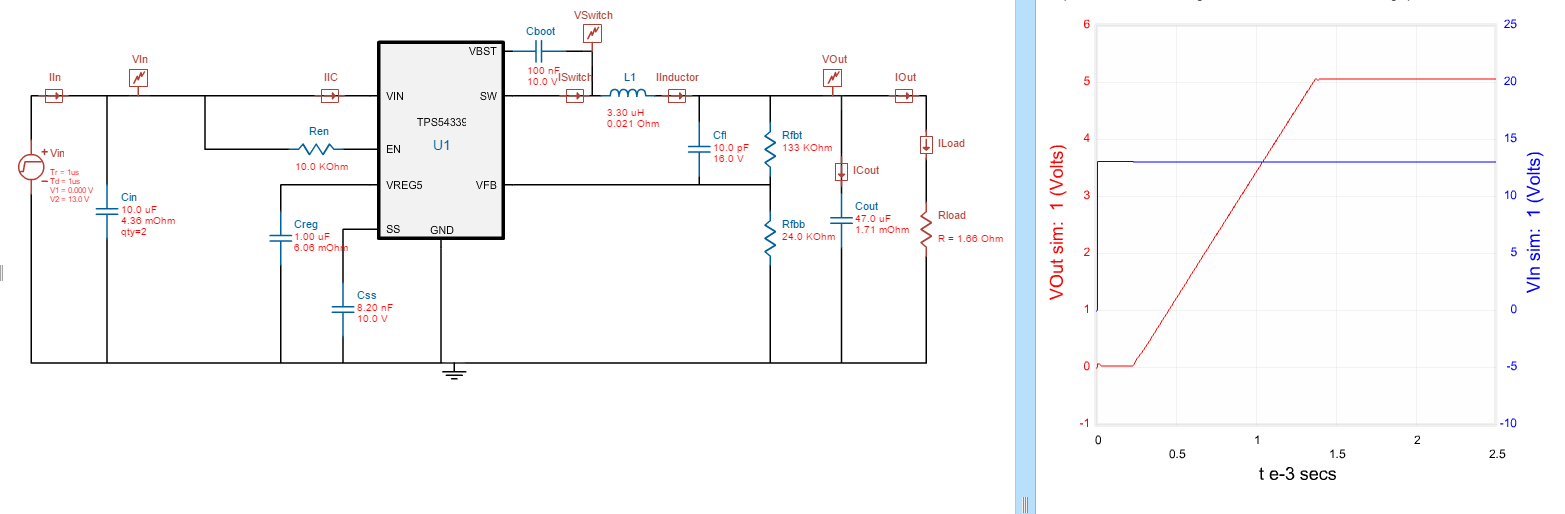 VSwitch
Cboot
100 nF
10.0 V
VIn
IIn
IIC
VBST
VIN
SW
ISwitch
L1
IInductor
3.30 uH
0.021 Ohm
VOut
IOut
TPS54339
U1
Ren
10.0 KOhm
EN
Cfl
10.0 pF
16.0 V
Rfbt
133 KOhm
ILoad
+ Vin
Tr = 1us
Td = 1us
V1 = 0.000 V
V2 = 13.0 V
ICout
VREG5
VFB
Cin
10.0 uF
4.36 mOhm
qty=2
Creg
1.00 uF
6.06 mOhm
SS
GND
Rfbb
24.0 KOhm
Cout
47.0 uF
1.71 mOhm
Rload
R = 1.66 Ohm
Css
8.20 nF
10.0 V
6
5
4
3
2
1
0
-1
VOut sim: 1 (Volts)
25
20
15
10
5
0
-5
-10
VIn sim: 1 (Volts)
0
0.5
1
1.5
2
2.5
t e-3 secs